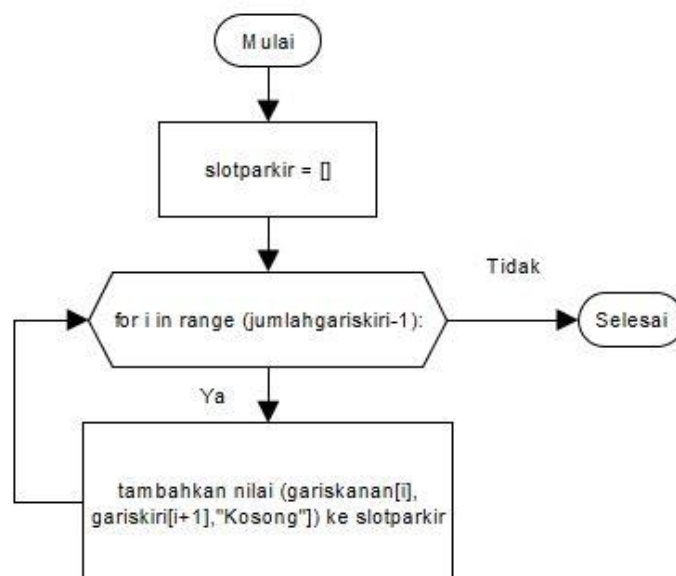 Mulai
slotparkir = []
for i in range (jumlahgariskiri-1):
Tidak
Selesai
Ya
tambahkan nilai (gariskanan[i],
gariskiri[i+1],"Kosong"]) ke slotparkir